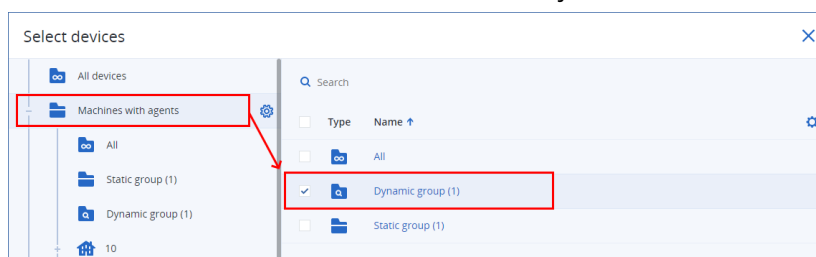 Select devices
All devices
Machines with agents
All
Static group (1)
Dynamic group (1)
10
Search
Type Name
All
Dynamic group (1)
Static group (1)